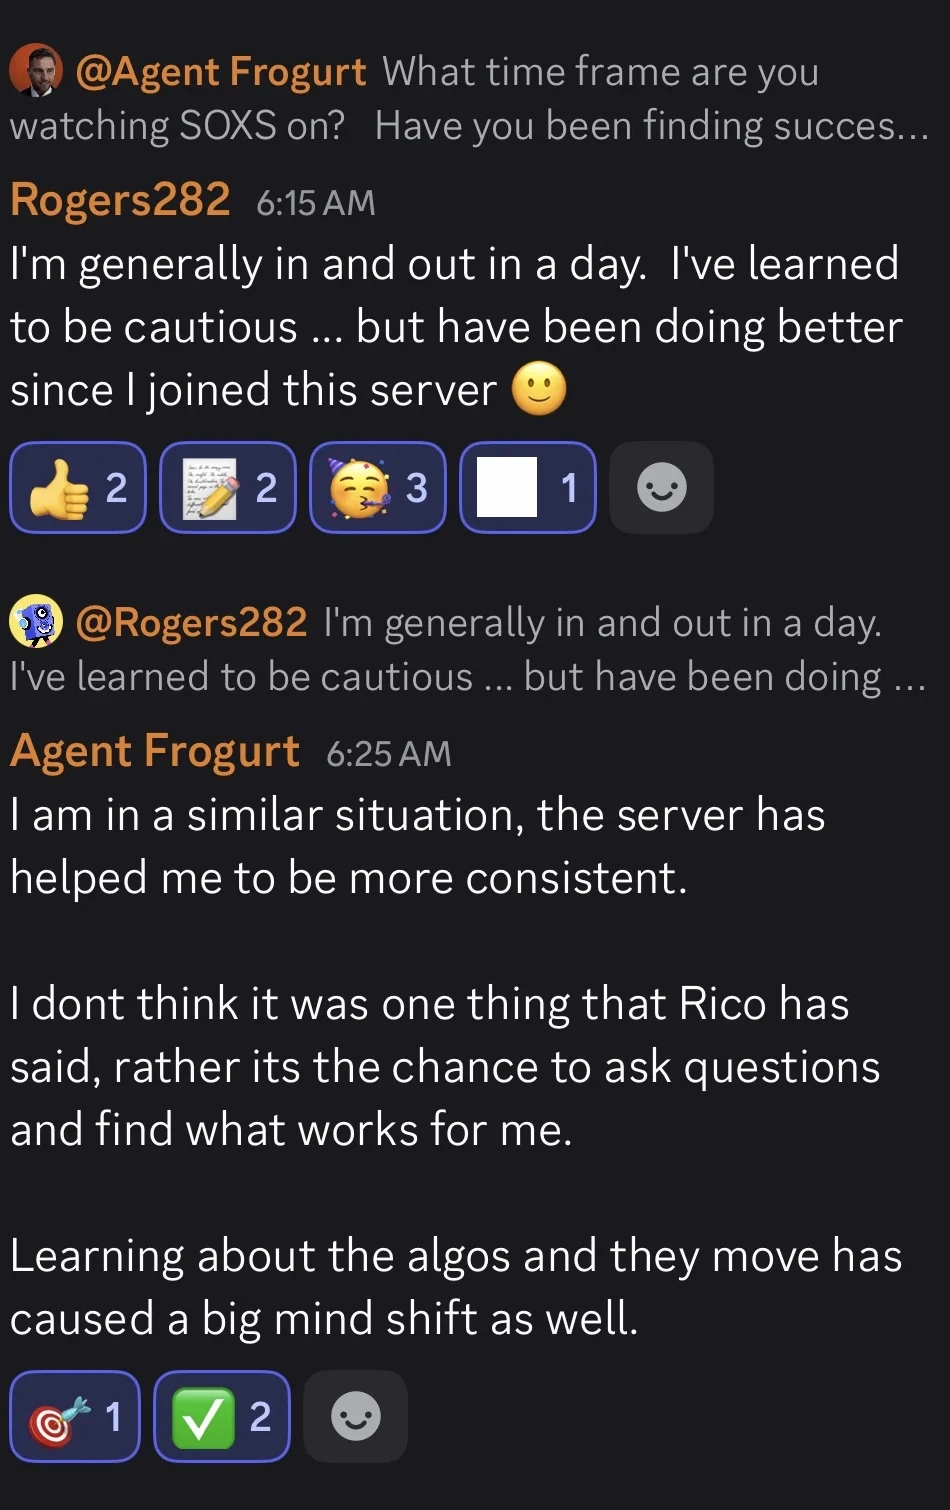 @Agent Frogurt What time frame are you
watching SOXS on? Have you been finding succes...
Rogers282 6:15 AM
I'm generally in and out in a day. I've learned
to be cautious ... but have been doing better
since I joined this server 🙂
👍 2 📝 2 🥳 3 1
@Rogers282 I'm generally in and out in a day.
I've learned to be cautious ... but have been doing ...
Agent Frogurt 6:25 AM
I am in a similar situation, the server has
helped me to be more consistent.
I dont think it was one thing that Rico has
said, rather its the chance to ask questions
and find what works for me.
Learning about the algos and they move has
caused a big mind shift as well.
🎯 1 ✅ 2